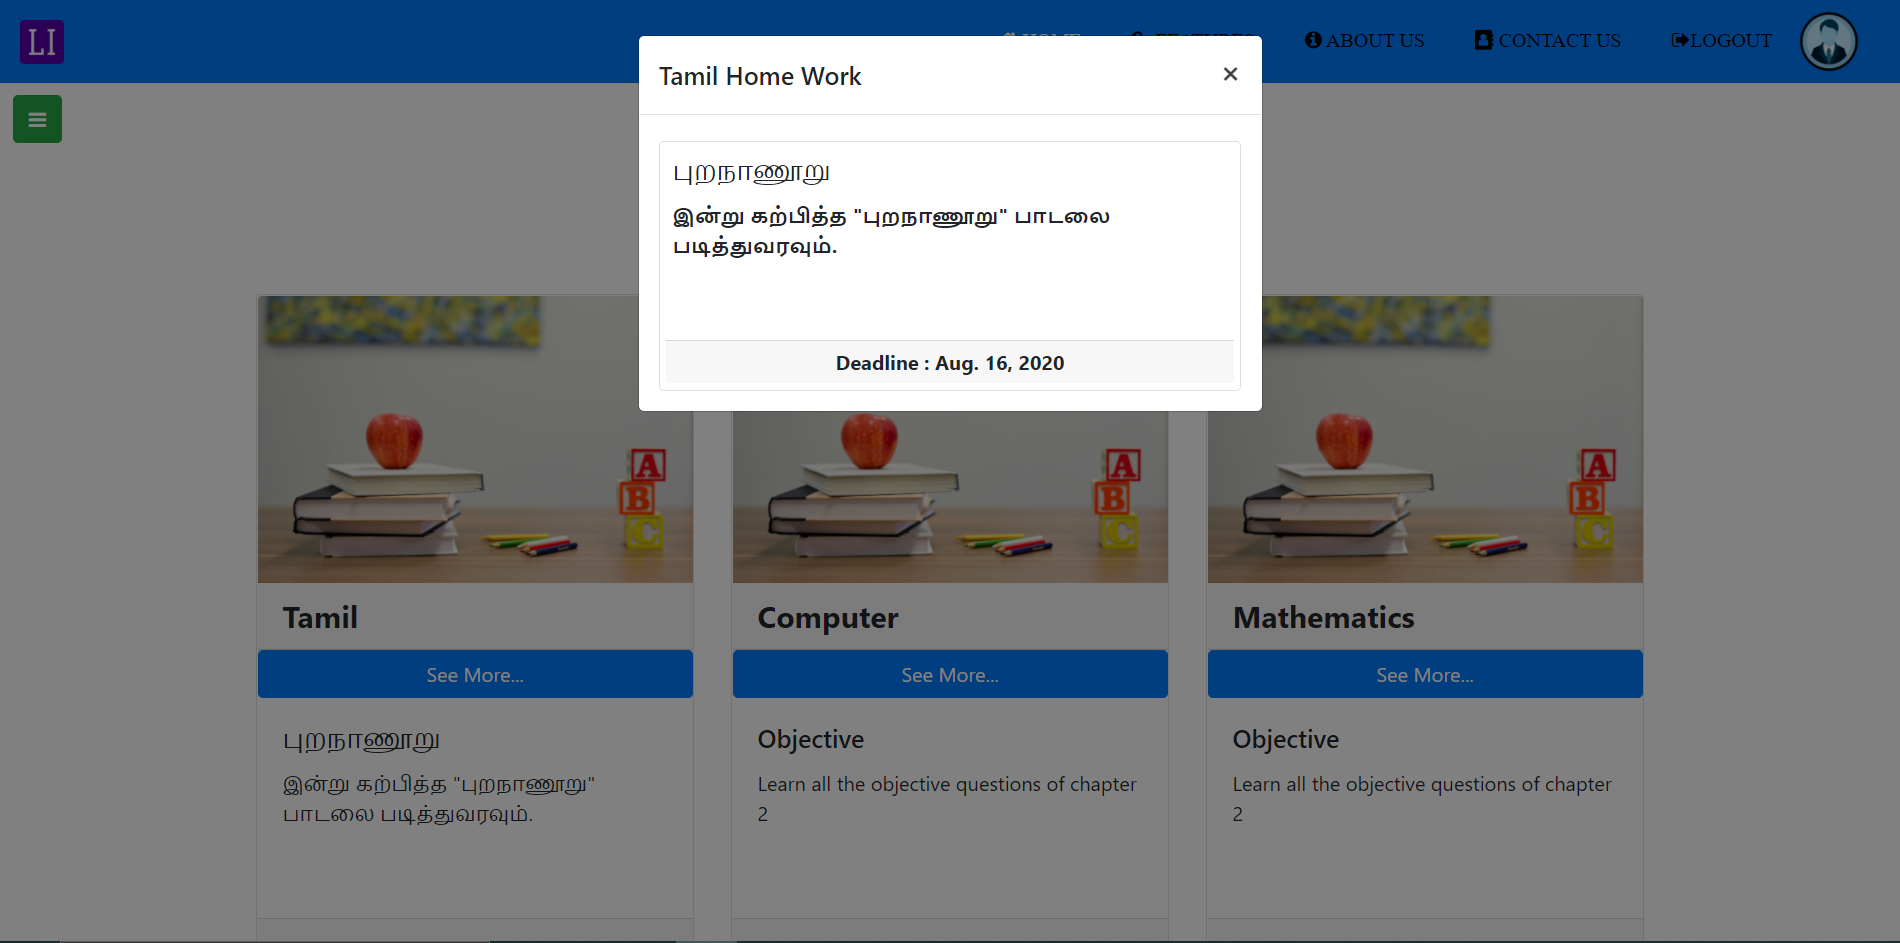 LI
HOME
FEATURES
ABOUT US
CONTACT US
LOGOUT
Tamil Home Work
×
புறநாணூறு
இன்று கற்பித்த "புறநாணூறு" பாடலை
படித்துவரவும்.
Deadline : Aug. 16, 2020
A
B
C
A
B
C
A
B
C
Tamil
See More...
புறநாணூறு
இன்று கற்பித்த "புறநாணூறு"
பாடலை படித்துவரவும்.
Computer
See More...
Objective
Learn all the objective questions of chapter
2
Mathematics
See More...
Objective
Learn all the objective questions of chapter
2